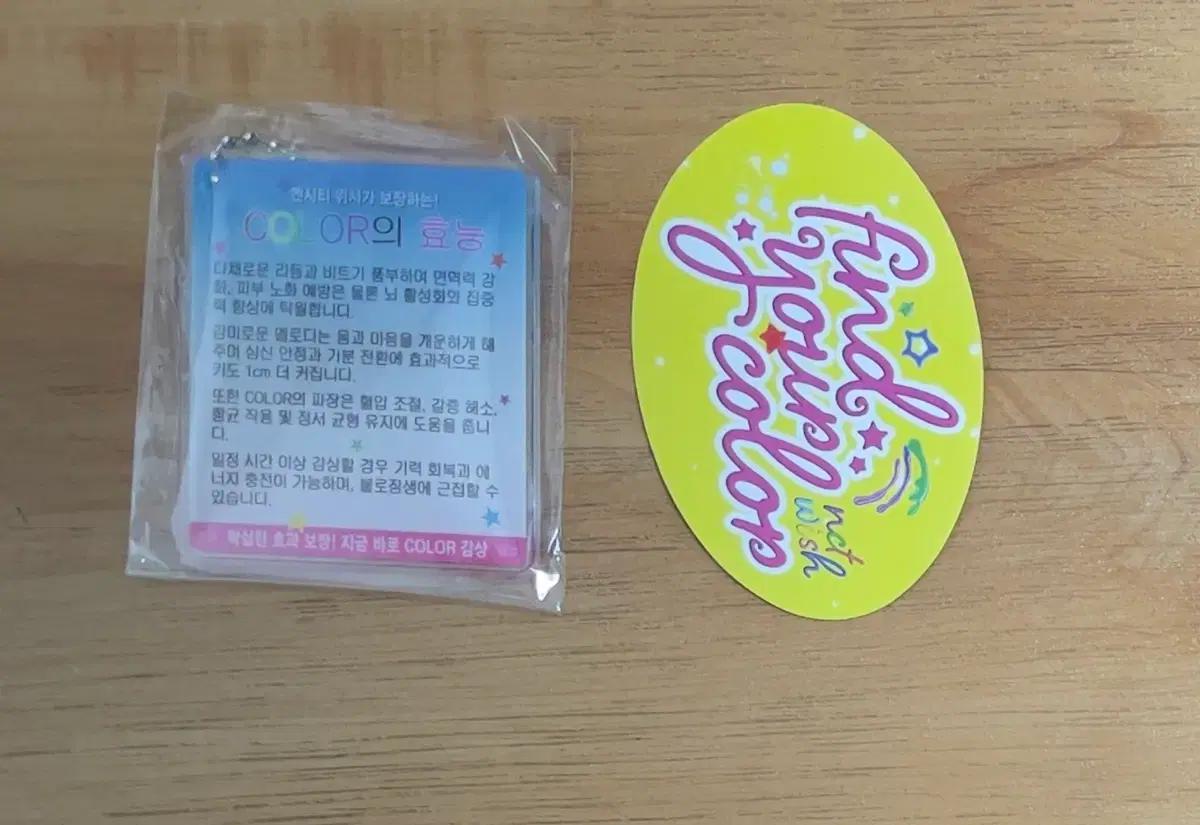 엔시티 위시가 보장하는!
COLOR의 효능
다채로운 리듬과 비트가 풍부하여 면역력 강
화, 피부 노화 예방은 물론 뇌 활성화와 집중
력 향상에 탁월합니다.
감미로운 멜로디는 몸과 마음을 개운하게 해
주며 심신 안정과 기분 전환에 효과적으로
키도 1cm 더 커집니다.
또한 COLOR의 파장은 혈압 조절, 갈증 해소,
항균 작용 및 정서 균형 유지에 도움을 줍니
다.
일정 시간 이상 감상할 경우 기력 회복과 에
너지 충전이 가능하며, 불로장생에 근접할 수
있습니다.
확실한 효과 보장! 지금 바로 COLOR 감상
find
your
color
nct
wish